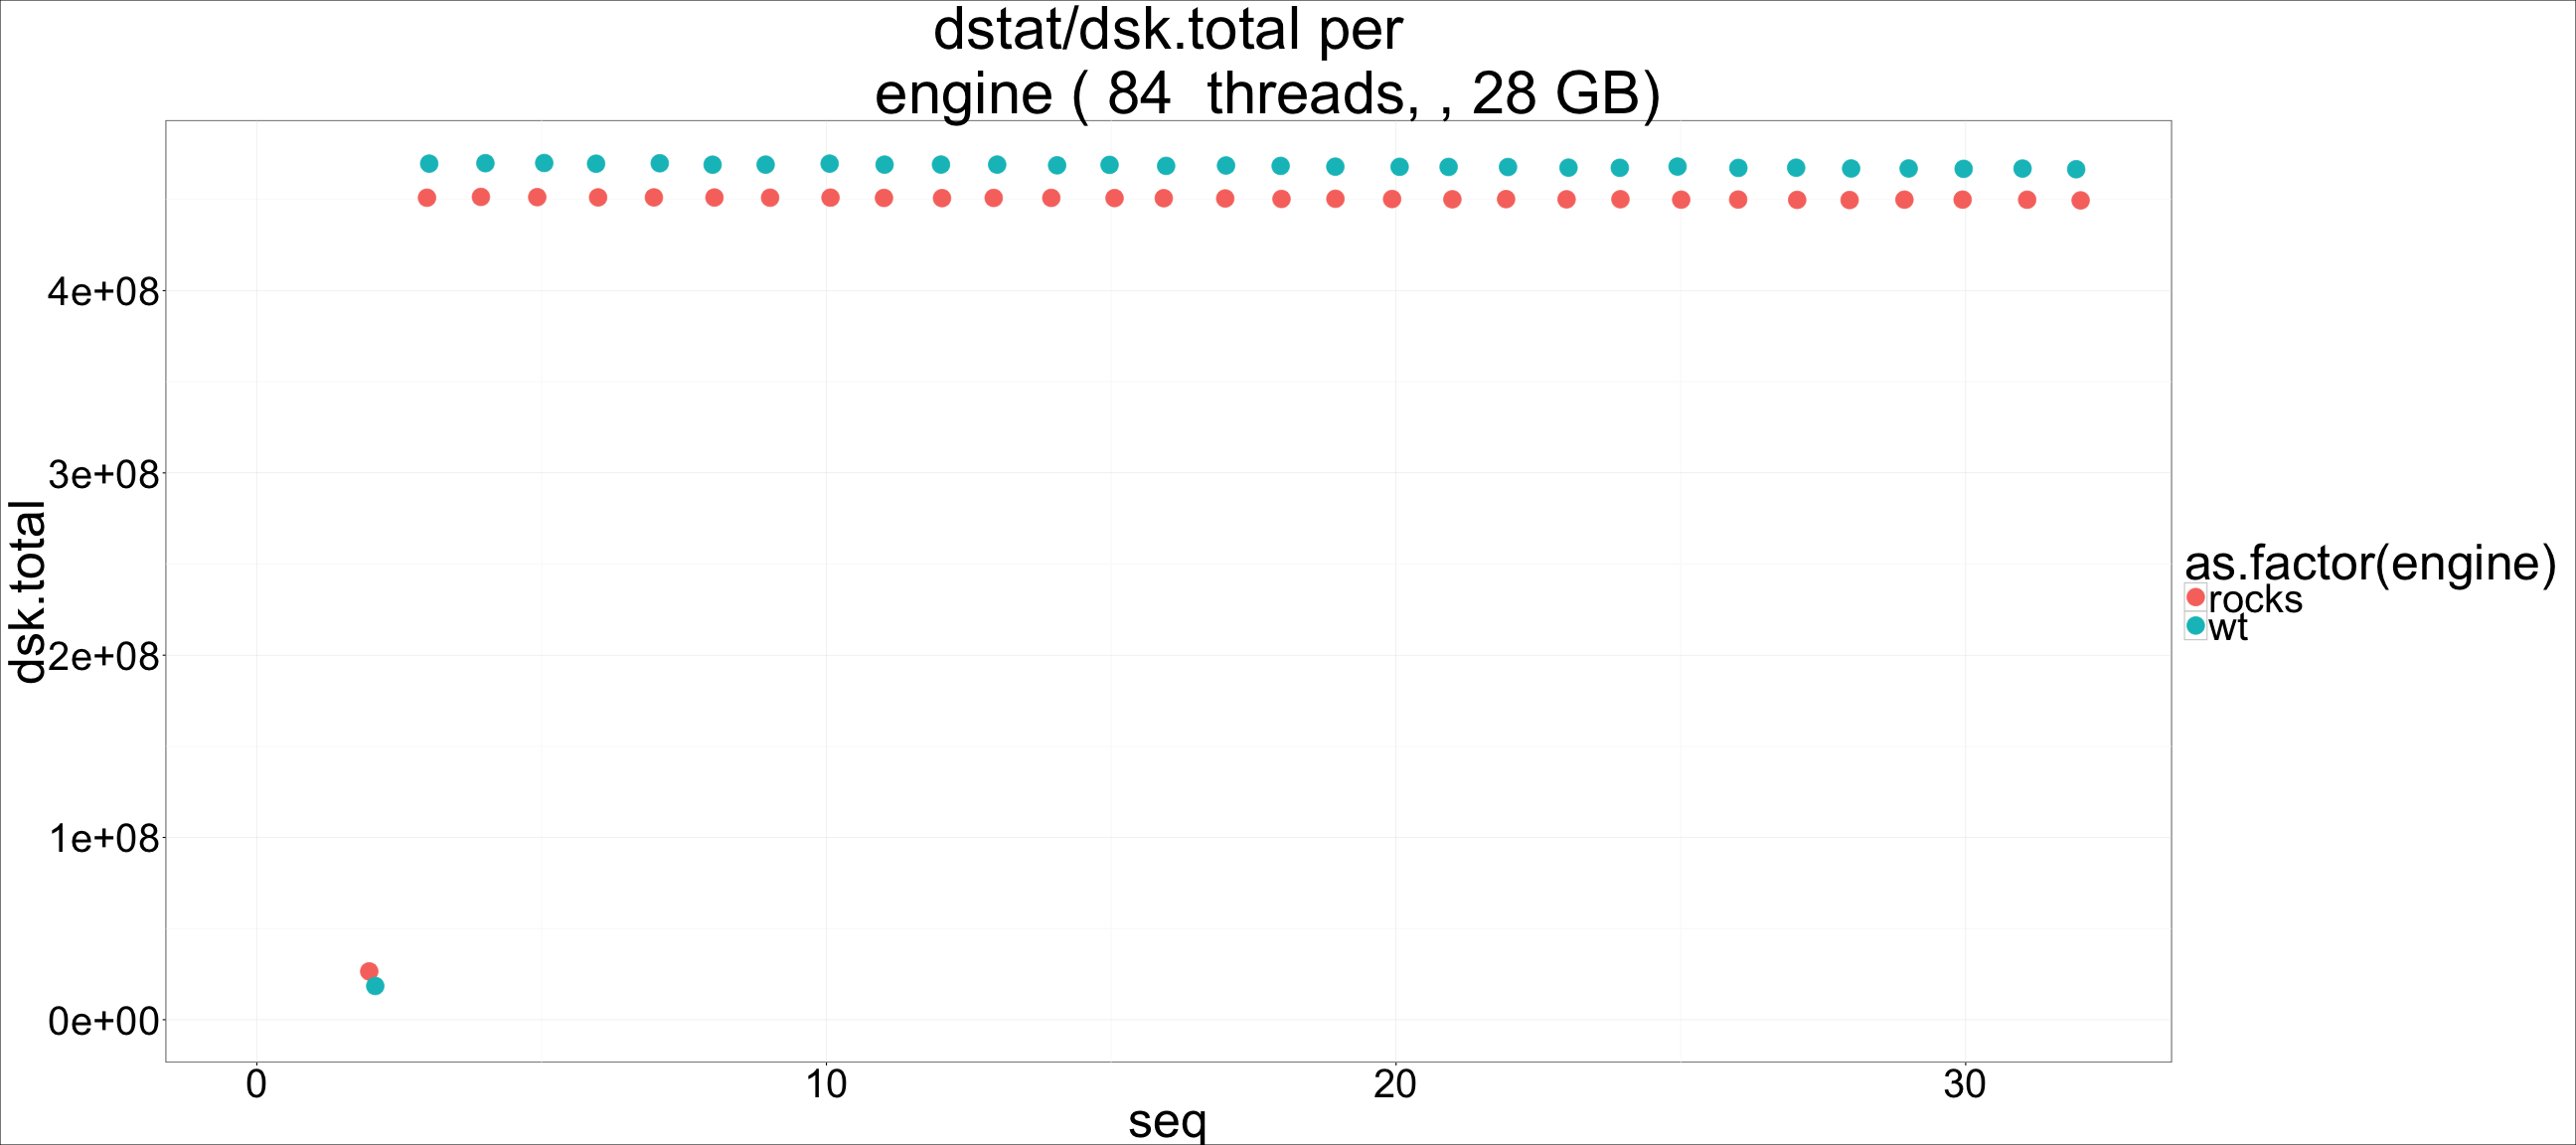 dstat/dsk.total per
engine ( 84  threads, , 28 GB)
dsk.total
4e+08
3e+08
2e+08
1e+08
0e+00
0
10
20
30
seq
as.factor(engine)
rocks
wt